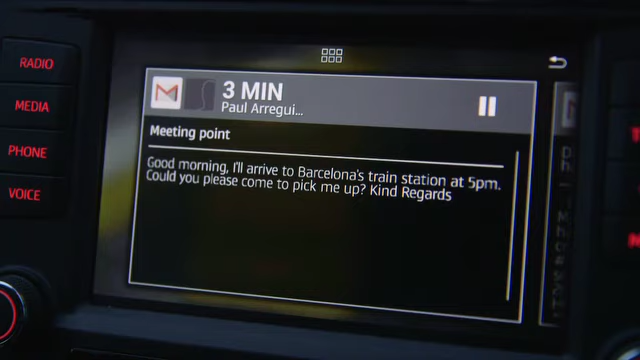 RADIO
MEDIA
PHONE
VOICE
3 MIN
Paul Arregui...
Meeting point
Good morning, I'll arrive to Barcelona's train station at 5pm.
Could you please come to pick me up? Kind Regards